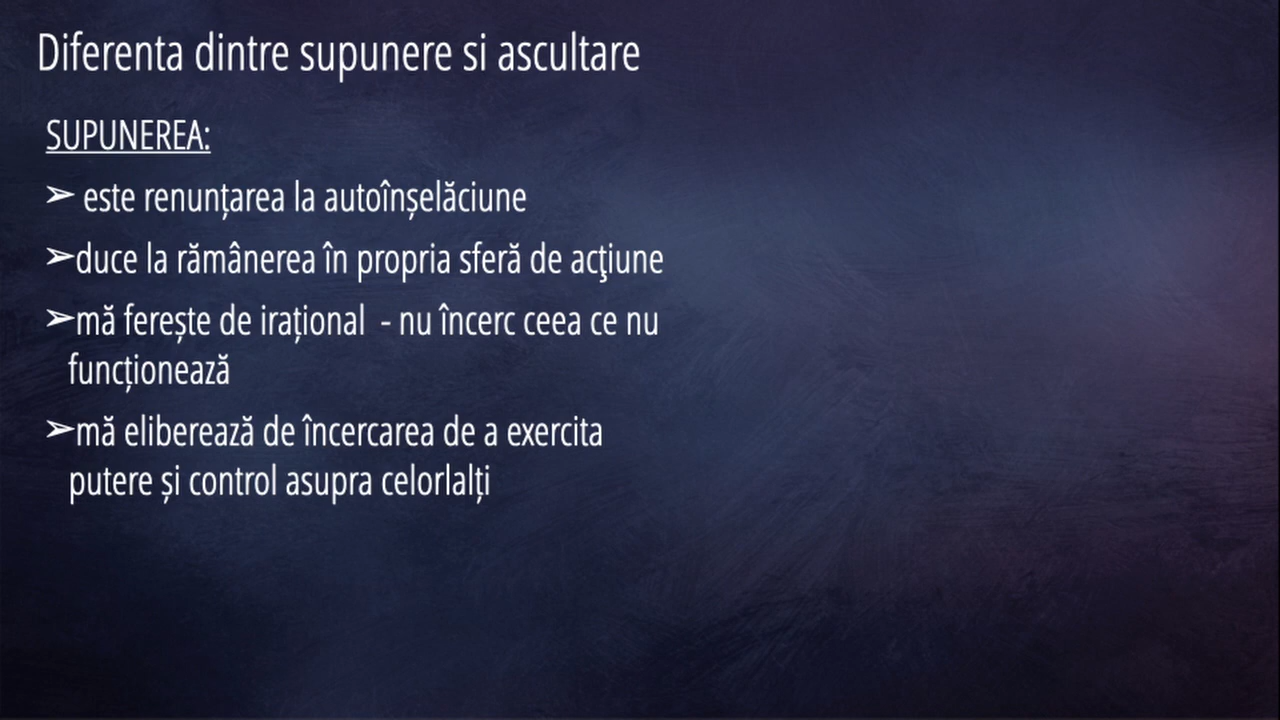 Diferenta dintre supunere si ascultare
SUPUNEREA:
➢ este renunțarea la autoînșelăciune
➢duce la rămânerea în propria sferă de acţiune
➢mă ferește de irațional - nu încerc ceea ce nu
funcționează
➢mă eliberează de încercarea de a exercita
putere și control asupra celorlalți